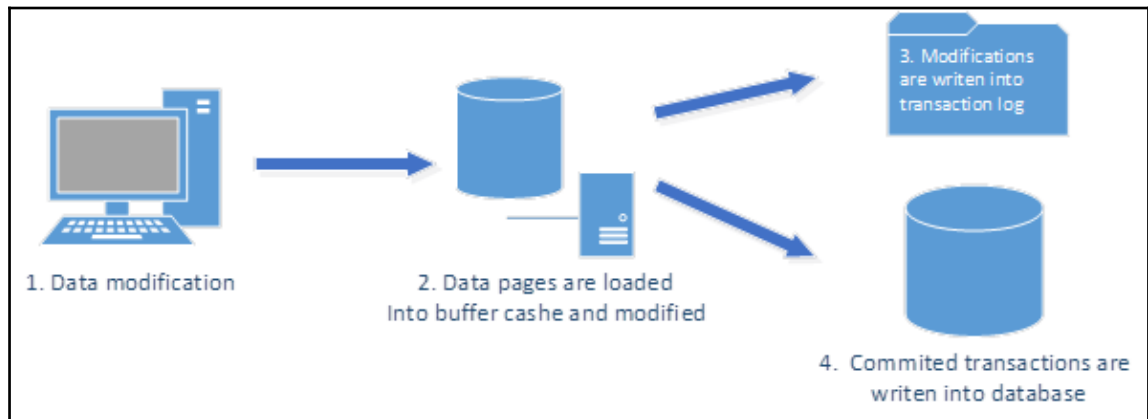 1. Data modification
2. Data pages are loaded
Into buffer cashe and modified
3. Modifications
are writen into
transaction log
4. Commited transactions are
writen into database